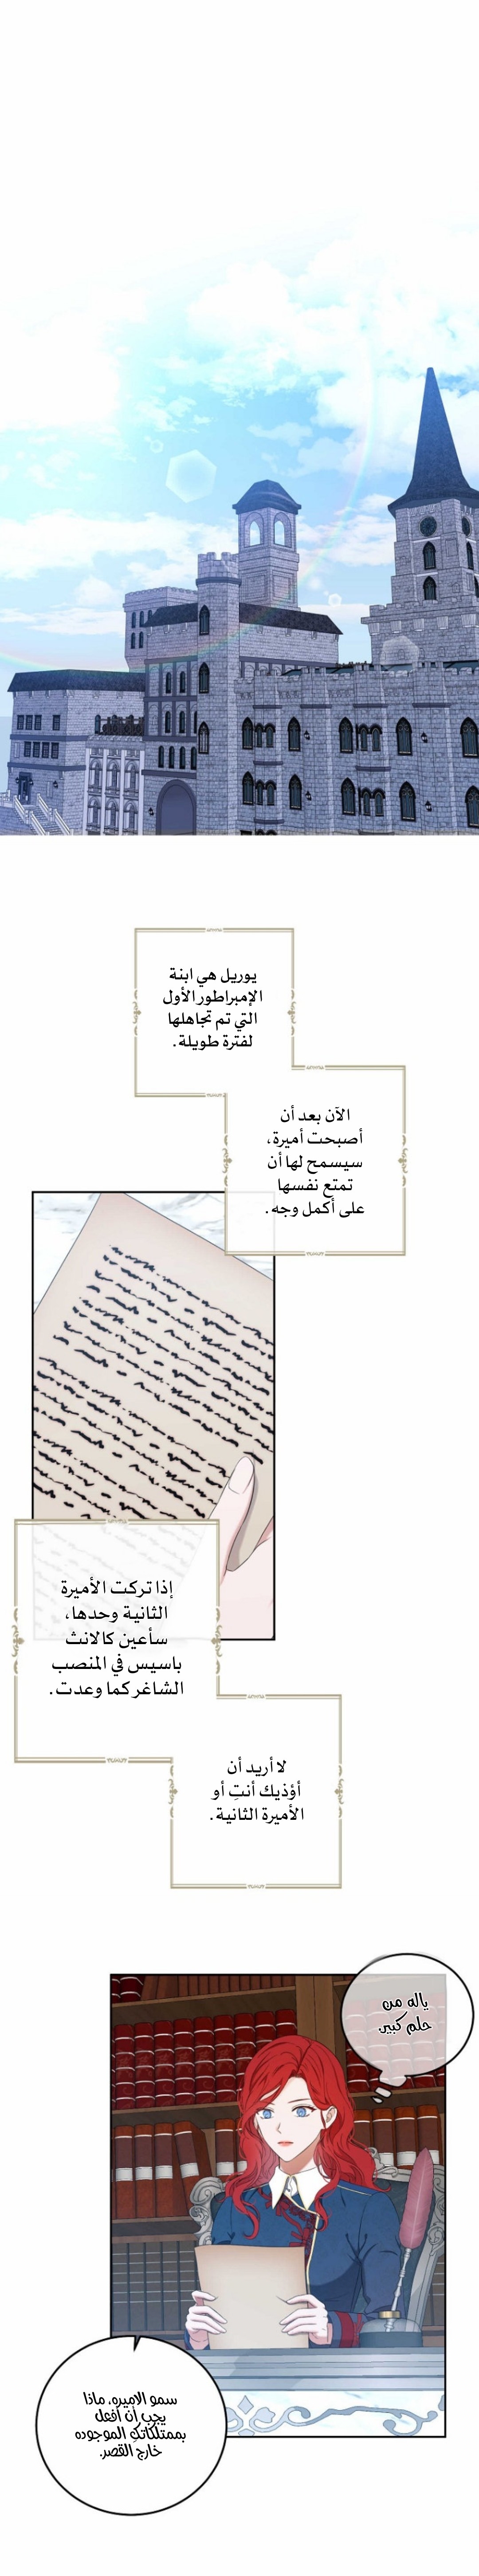 يوريل هي ابنة
الإمبراطور الأول
التي تم تجاهلها
لفترة طويلة.
الآن بعد أن
أصبحت أميرة،
سيسمح لها أن
تمتع نفسها
على أكمل وجه.
إذا تركت الأميرة
الثانية وحدها،
سأعين كالانث
باسيس في المنصب
الشاغر كما وعدت.
لا أريد أن
أؤذيك أنتِ أو
الأميرة الثانية.
ياله من
حلم كبير.
سمو الاميره، ماذا
يجب أن أفعل
بممتلكاتكِ الموجوده
خارج القصر.